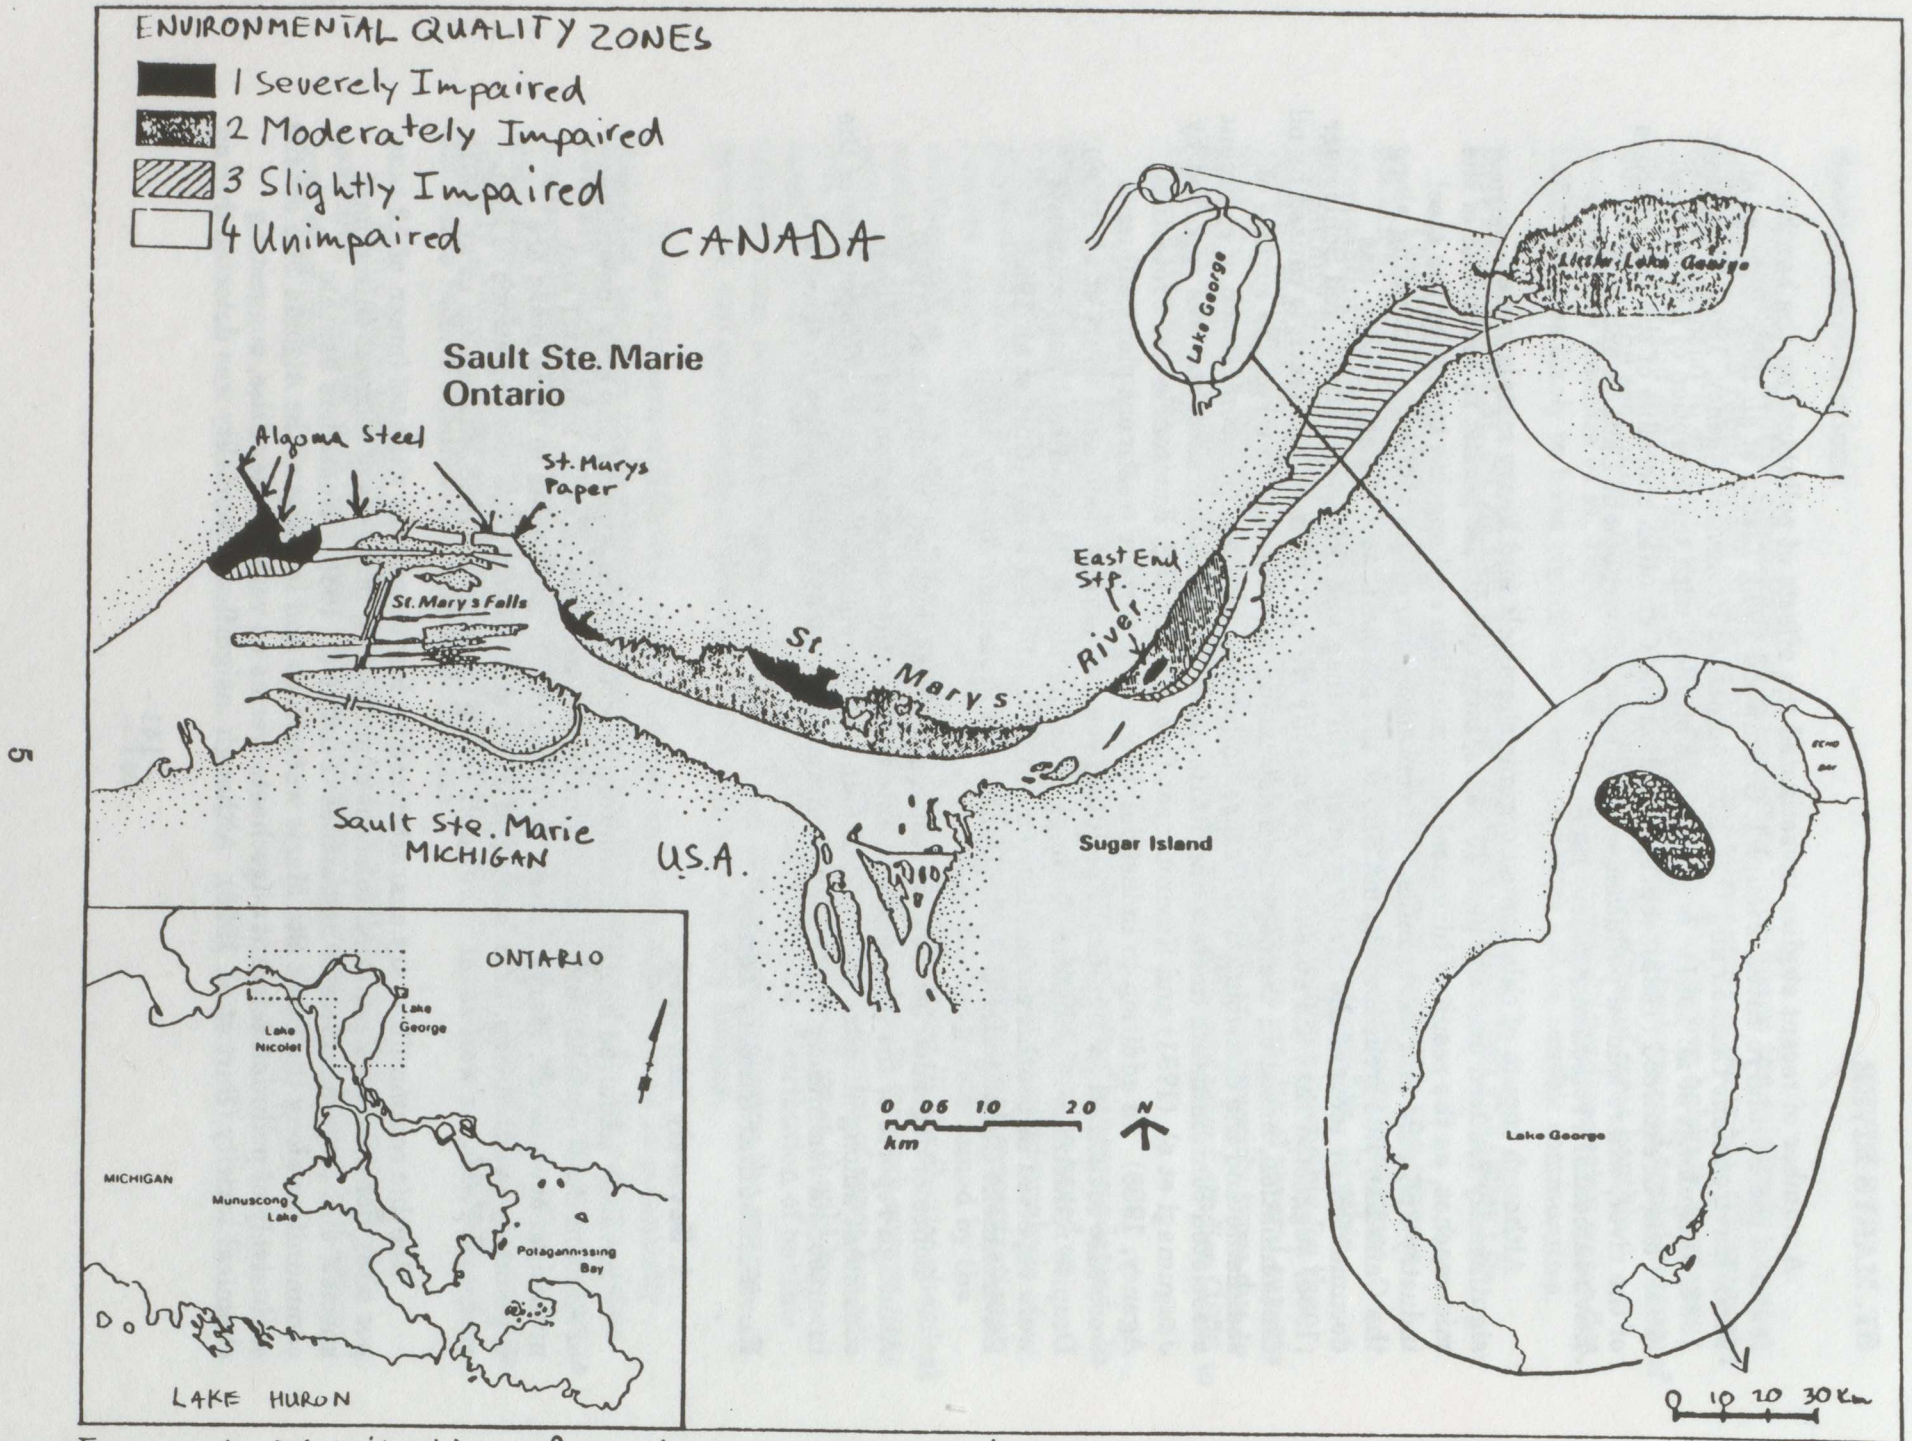 ENVIRONMENTAL QUALITY ZONES
1 Severely Impaired
2 Moderately Impaired
3 Slightly Impaired
4 Unimpaired
CANADA
Little Lake George
Lake George
Sault Ste. Marie
Ontario
Algoma Steel
St. Marys
Paper
East End
STP.
St. Marys Falls
St Marys River
ECHO
BAY
Sault Ste. Marie
MICHIGAN
U.S.A.
Sugar Island
5
ONTARIO
Lake
George
Lake
Nicolet
MICHIGAN
Munuscong
Lake
Potagannissing
Bay
LAKE HURON
0 0.5 1.0 2.0
km
N
Lake George
0 10 20 30 Km